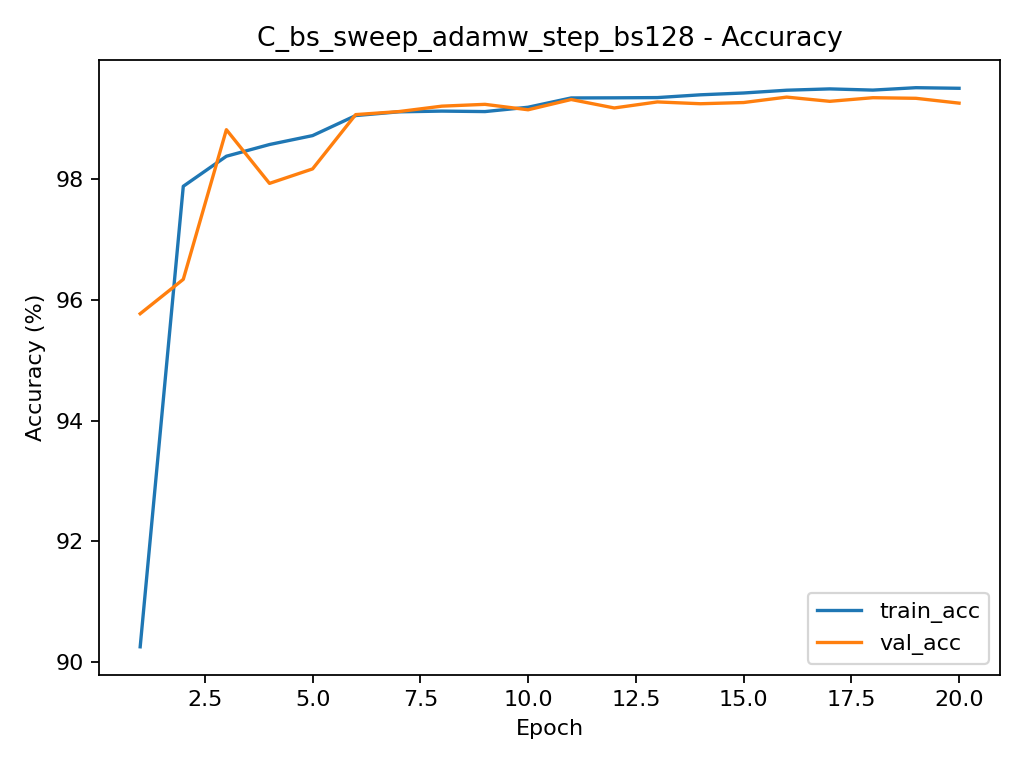 C_bs_sweep_adamw_step_bs128 - Accuracy
Accuracy (%)
98
96
94
92
90
train_acc
val_acc
2.5 5.0 7.5 10.0 12.5 15.0 17.5 20.0
Epoch